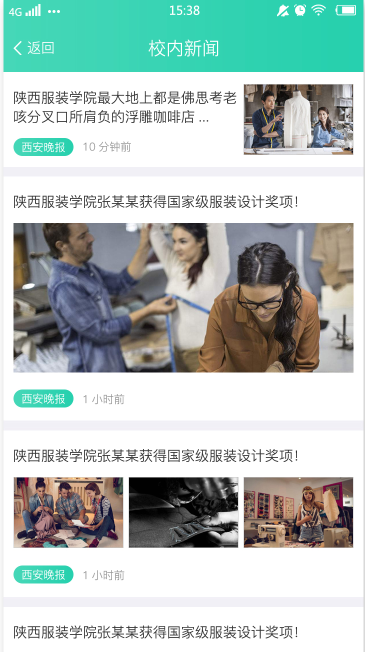 4G
15:38
返回
校内新闻
陕西服装学院最大地上都是佛思考老
咳分叉口所肩负的浮雕咖啡店 ...
西安晚报
10 分钟前
陕西服装学院张某某获得国家级服装设计奖项!
西安晚报
1 小时前
陕西服装学院张某某获得国家级服装设计奖项!
西安晚报
1 小时前
陕西服装学院张某某获得国家级服装设计奖项!